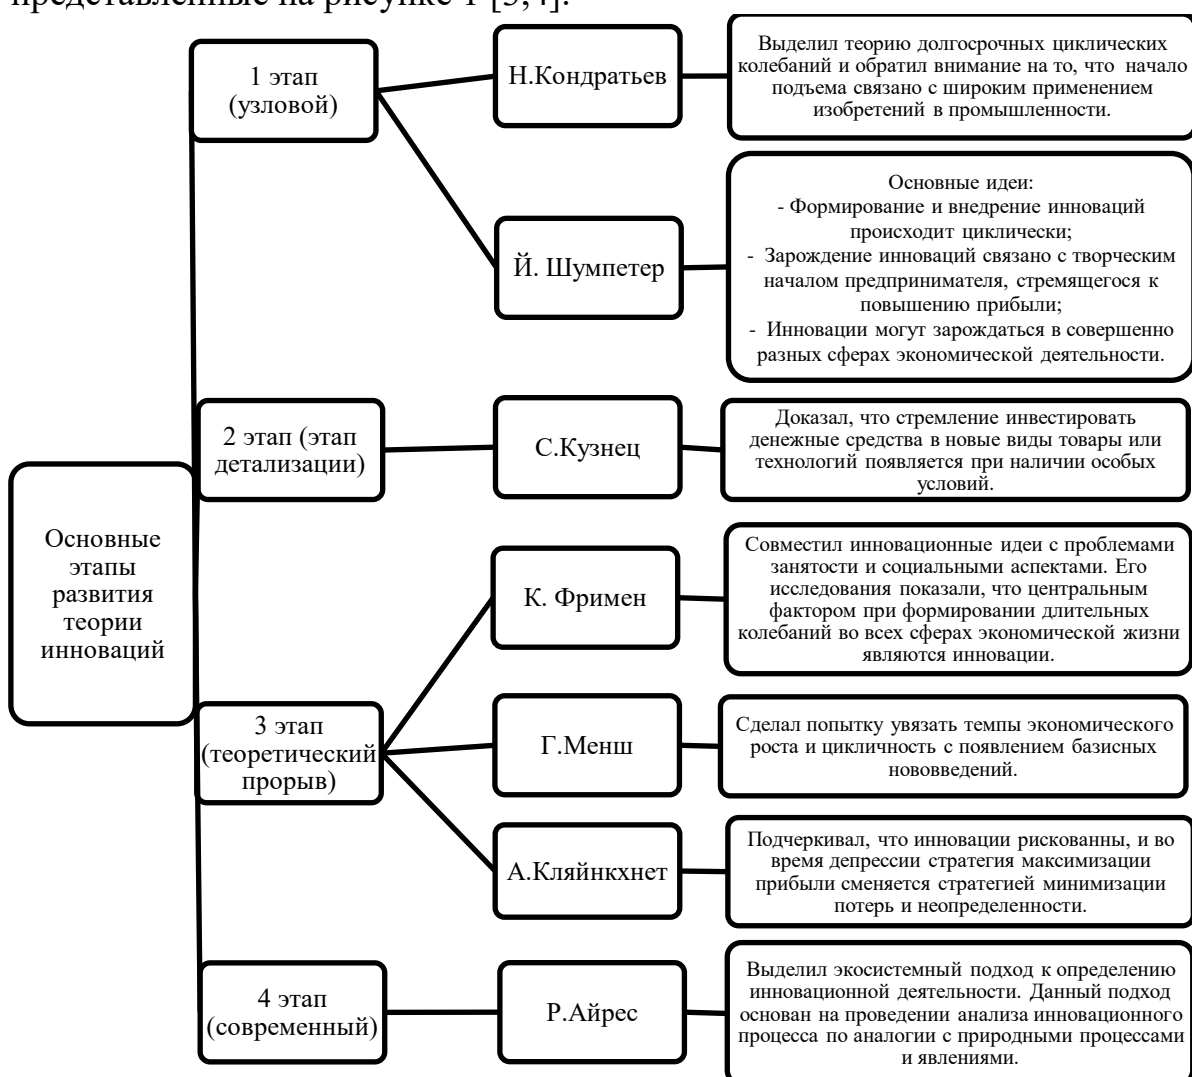 представленные на рисунке 1 [3,4].
1 этап
(узловой)
Н.Кондратьев
Выделил теорию долгосрочных циклических
колебаний и обратил внимание на то, что начало
подъема связано с широким применением
изобретений в промышленности.
Й. Шумпетер
Основные идеи:
- Формирование и внедрение инноваций
происходит циклически;
- Зарождение инноваций связано с творческим
началом предпринимателя, стремящегося к
повышению прибыли;
- Инновации могут зарождаться в совершенно
разных сферах экономической деятельности.
2 этап (этап
детализации)
С.Кузнец
Доказал, что стремление инвестировать
денежные средства в новые виды товары или
технологий появляется при наличии особых
условий.
Основные
этапы
развития
теории
инноваций
3 этап
(теоретический
прорыв)
К. Фримен
Совместил инновационные идеи с проблемами
занятости и социальными аспектами. Его
исследования показали, что центральным
фактором при формировании длительных
колебаний во всех сферах экономической жизни
являются инновации.
Г.Менш
Сделал попытку увязать темпы экономического
роста и цикличность с появлением базисных
нововведений.
А.Кляйнкхнет
Подчеркивал, что инновации рискованны, и во
время депрессии стратегия максимизации
прибыли сменяется стратегией минимизации
потерь и неопределенности.
4 этап
(современный)
Р.Айрес
Выделил экосистемный подход к определению
инновационной деятельности. Данный подход
основан на проведении анализа инновационного
процесса по аналогии с природными процессами
и явлениями.